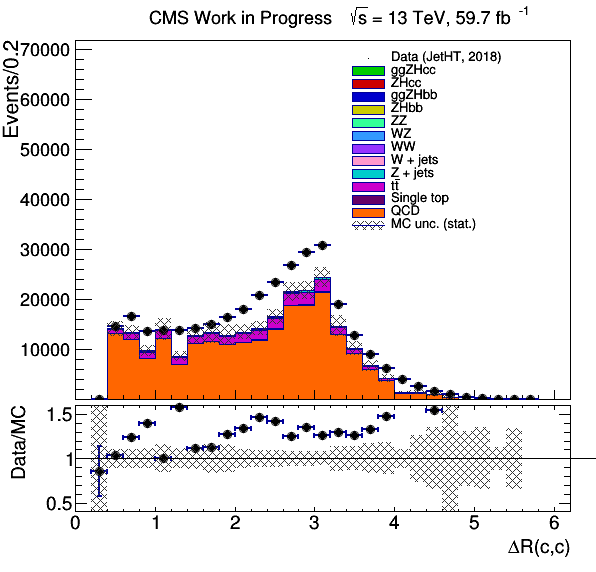 CMS Work in Progress √s = 13 TeV, 59.7 fb -1
Events/0.2
70000
60000
50000
40000
30000
20000
10000
Data (JetHT, 2018)
ggZHcc
ZHcc
ggZHbb
ZHbb
ZZ
WZ
WW
W + jets
Z + jets
tt̄
Single top
QCD
MC unc. (stat.)
Data/MC
1.5
1
0.5
0 1 2 3 4 5 6
ΔR(c,c)